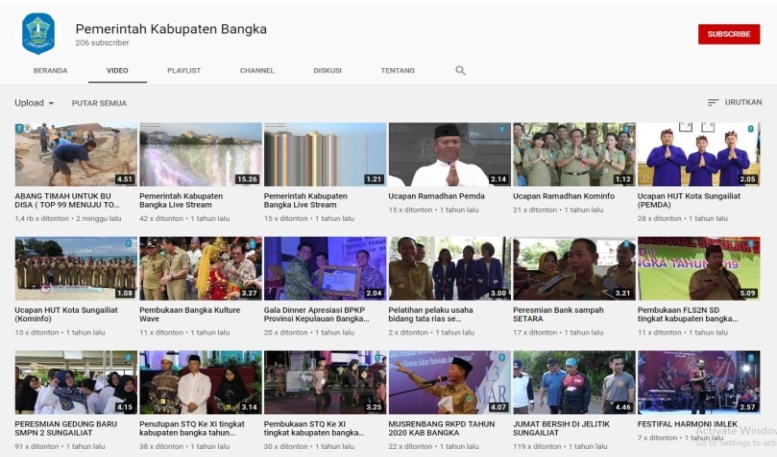 Pemerintah Kabupaten Bangka
206 subscriber
SUBSCRIBE
BERANDA VIDEO PLAYLIST CHANNEL DISKUSI TENTANG
Upload PUTAR SEMUA URUTKAN
4.51 15.26 1.21 2.14 1.12 2.05
ABANG TIMAH UNTUK BU
DISA ( TOP 99 MENUJU TO...
1,4 rb x ditonton • 2 minggu lalu
Pemerintah Kabupaten
Bangka Live Stream
42 x ditonton • 1 tahun lalu
Pemerintah Kabupaten
Bangka Live Stream
15 x ditonton • 1 tahun lalu
Ucapan Ramadhan Pemda
15 x ditonton • 1 tahun lalu
Ucapan Ramadhan Kominfo
21 x ditonton • 1 tahun lalu
Ucapan HUT Kota Sungailiat
(PEMDA)
28 x ditonton • 1 tahun lalu
NGKA TAHUN 2019
1.08 3.27 2.04 3.00 3.21 5.09
Ucapan HUT Kota Sungailiat
(Kominfo)
13 x ditonton • 1 tahun lalu
Pembukaan Bangka Kulture
Wave
11 x ditonton • 1 tahun lalu
Gala Dinner Apresiasi BPKP
Provinsi Kepulauan Bangka...
20 x ditonton • 1 tahun lalu
Pelatihan pelaku usaha
bidang tata rias se...
2 x ditonton • 1 tahun lalu
Peresmian Bank sampah
SETARA
17 x ditonton • 1 tahun lalu
Pembukaan FLS2N SD
tingkat kabupaten bangka...
13 x ditonton • 1 tahun lalu
4.15 3.14 3.25 4.07 4.46 2.57
PERESMIAN GEDUNG BARU
SMPN 2 SUNGAILIAT
91 x ditonton • 1 tahun lalu
Penutupan STQ Ke XI tingkat
kabupaten bangka tahun...
38 x ditonton • 1 tahun lalu
Pembukaan STQ Ke XI
tingkat kabupaten bangka...
30 x ditonton • 1 tahun lalu
MUSRENBANG RKPD TAHUN
2020 KAB BANGKA
22 x ditonton • 1 tahun lalu
JUMAT BERSIH DI JELITIK
SUNGAILIAT
119 x ditonton • 1 tahun lalu
FESTIFAL HARMONI IMLEK
7 x ditonton • 1 tahun lalu
Activate Window
Go to Settings to acti